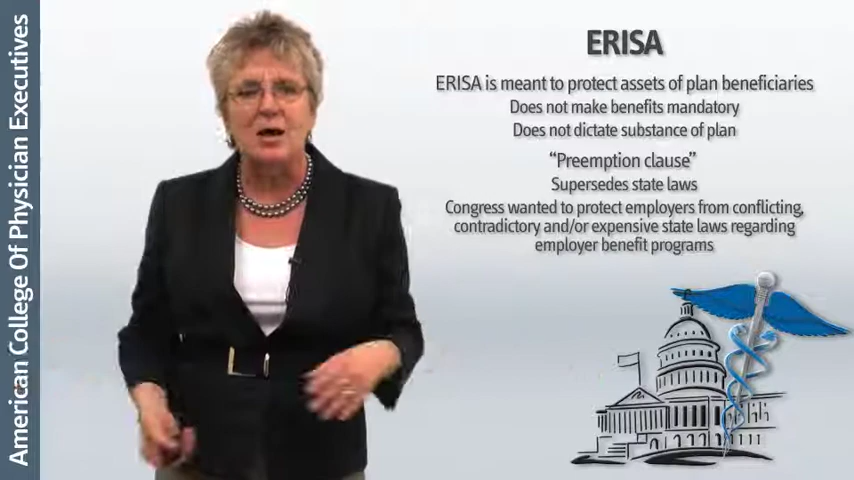 American College Of Physician Executives
ERISA
ERISA is meant to protect assets of plan beneficiaries
Does not make benefits mandatory
Does not dictate substance of plan
“Preemption clause”
Supersedes state laws
Congress wanted to protect employers from conflicting,
contradictory and/or expensive state laws regarding
employer benefit programs